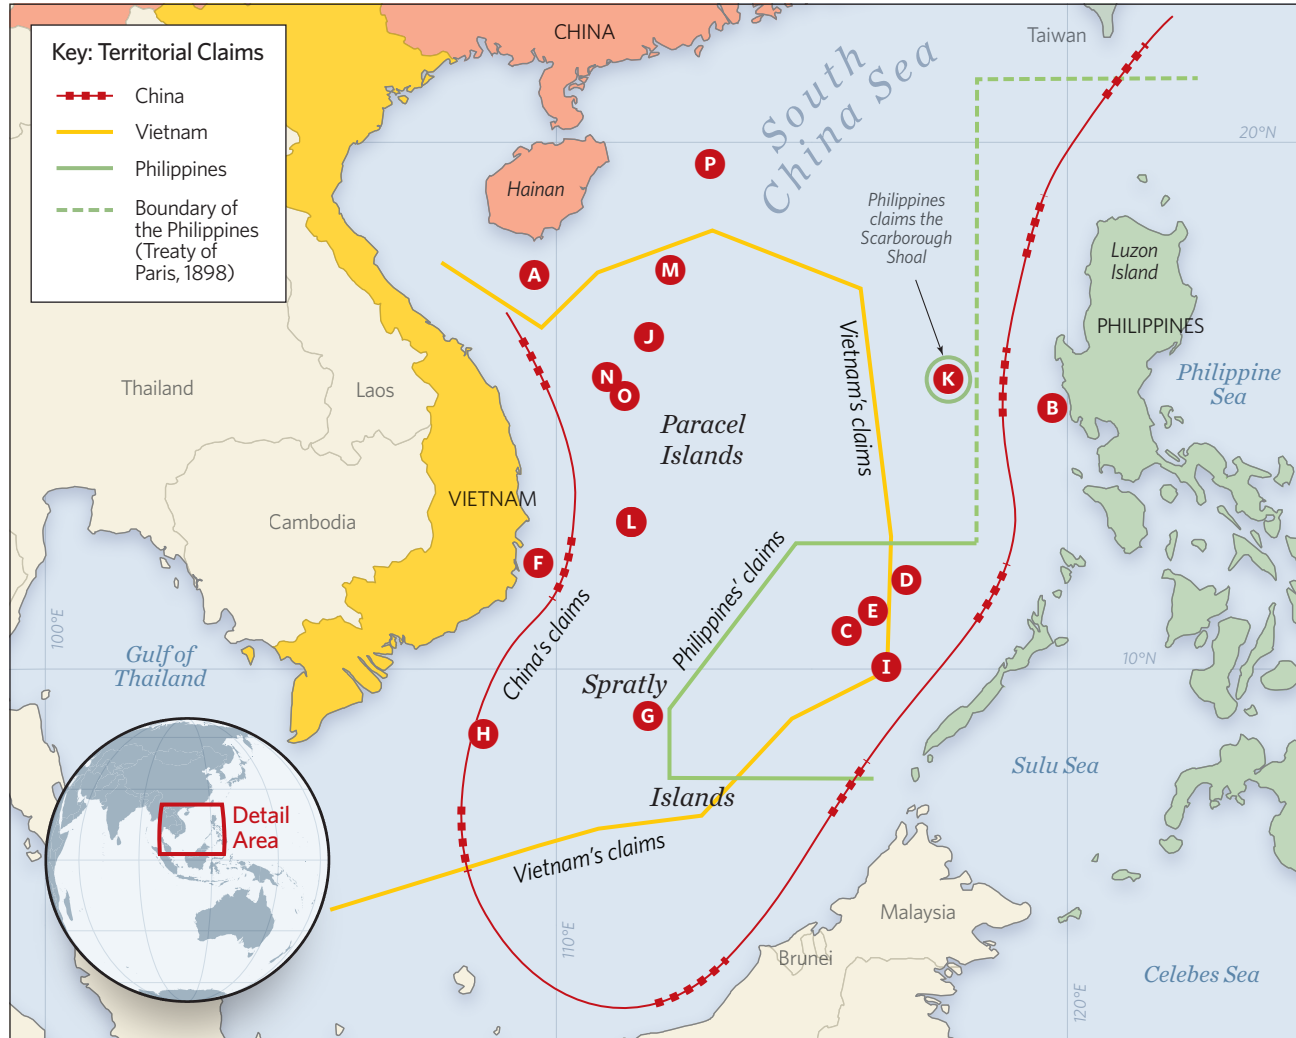 Key: Territorial Claims
China
Vietnam
Philippines
Boundary of
the Philippines
(Treaty of
Paris, 1898)
CHINA
Taiwan
South
China Sea
20°N
Hainan
P
Philippines
claims the
Scarborough
Shoal
Luzon
Island
PHILIPPINES
A
M
J
N
O
K
B
Vietnam's claims
Philippine
Sea
Thailand
Laos
Paracel
Islands
VIETNAM
Cambodia
L
F
D
E
C
I
Philippines' claims
China's claims
100°E
Gulf of
Thailand
10°N
Spratly
G
H
Islands
Sulu Sea
Detail
Area
Vietnam's claims
Malaysia
Brunei
110°E
Celebes Sea
120°E